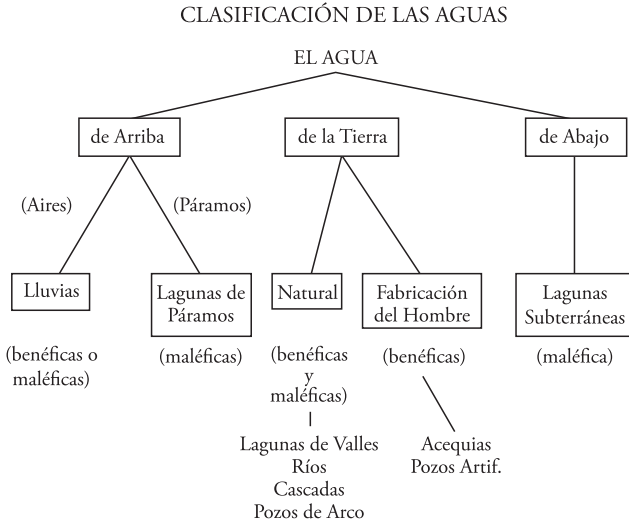 CLASIFICACIÓN DE LAS AGUAS
EL AGUA
de Arriba
de la Tierra
de Abajo
(Aires)
(Páramos)
Lluvias
Lagunas de
Páramos
Natural
Fabricación
del Hombre
Lagunas
Subterráneas
(benéficas o
maléficas)
(maléficas)
(benéficas
y
maléficas)
(benéficas)
(maléfica)
Lagunas de Valles
Ríos
Cascadas
Pozos de Arco
Acequias
Pozos Artif.